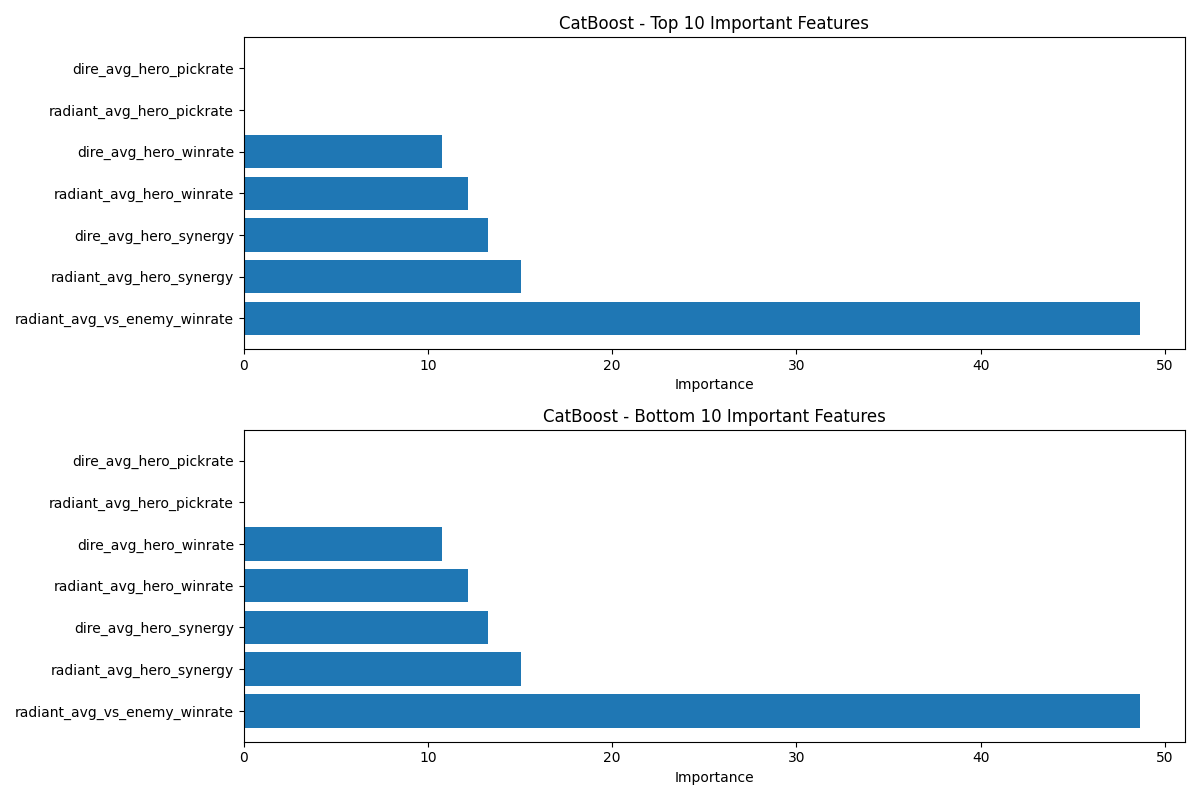 CatBoost - Top 10 Important Features
dire_avg_hero_pickrate
radiant_avg_hero_pickrate
dire_avg_hero_winrate
radiant_avg_hero_winrate
dire_avg_hero_synergy
radiant_avg_hero_synergy
radiant_avg_vs_enemy_winrate
0 10 20 30 40 50
Importance
CatBoost - Bottom 10 Important Features
dire_avg_hero_pickrate
radiant_avg_hero_pickrate
dire_avg_hero_winrate
radiant_avg_hero_winrate
dire_avg_hero_synergy
radiant_avg_hero_synergy
radiant_avg_vs_enemy_winrate
0 10 20 30 40 50
Importance